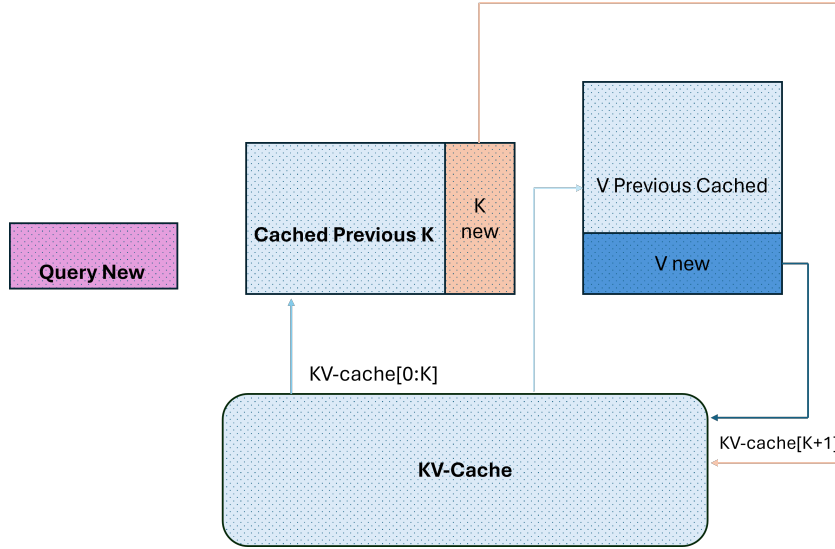 V Previous Cached
K
new
Cached Previous K
V new
Query New
KV-cache[0:K]
KV-cache[K+1]
KV-Cache